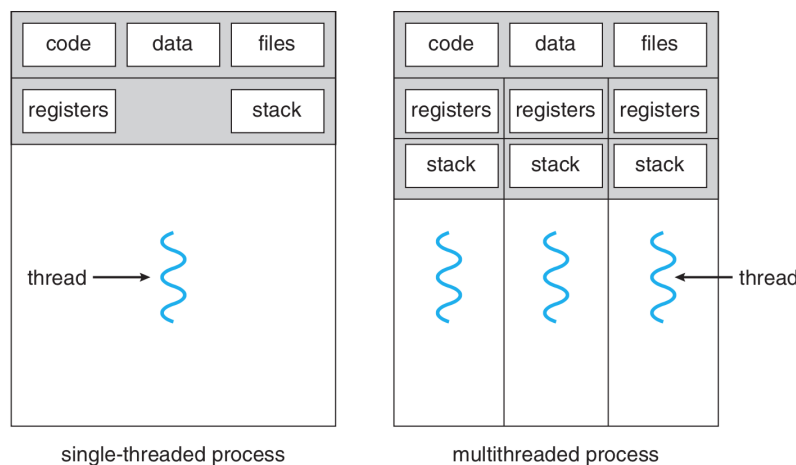 code data files
registers stack
thread
single-threaded process
code data files
registers registers registers
stack stack stack
thread
multithreaded process